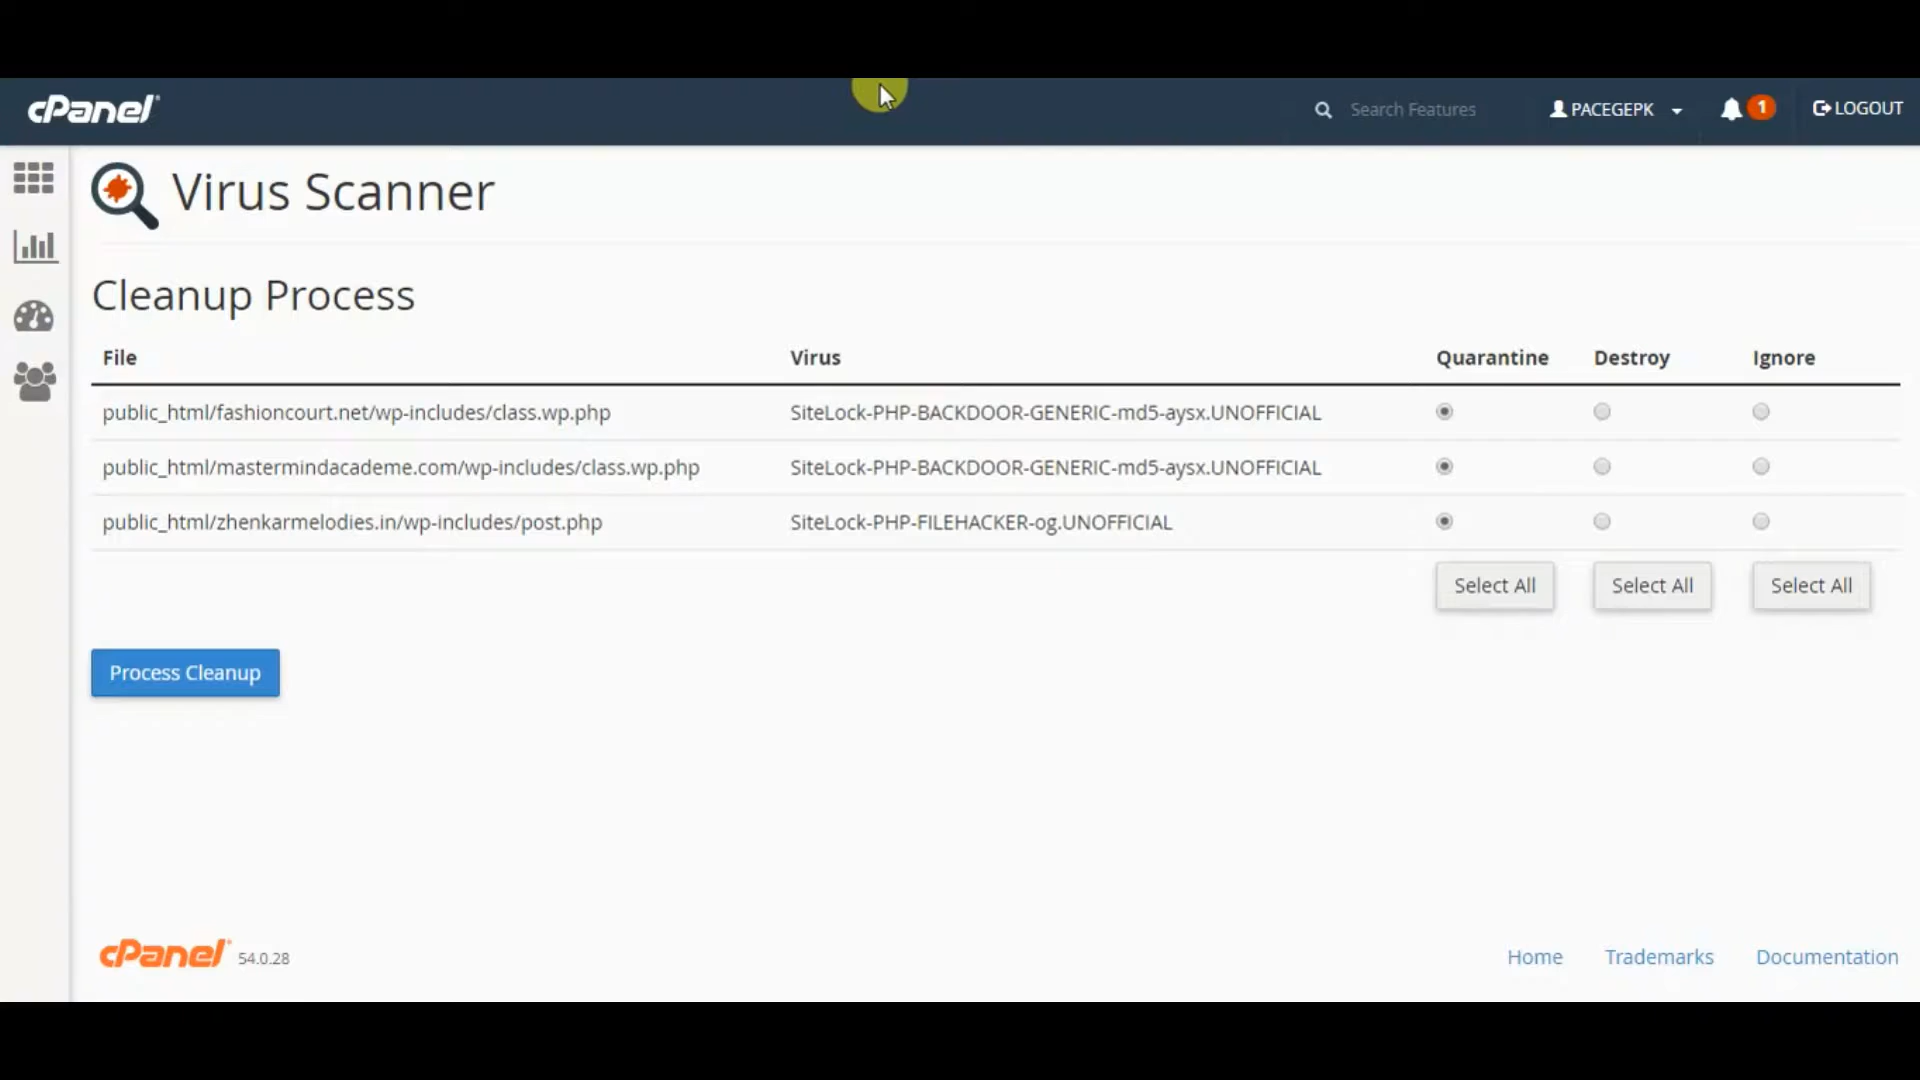 cPanel
Search Features
PACEGEPK
1
LOGOUT
Virus Scanner
Cleanup Process
File Virus Quarantine Destroy Ignore
public_html/fashioncourt.net/wp-includes/class.wp.php SiteLock-PHP-BACKDOOR-GENERIC-md5-aysx.UNOFFICIAL
public_html/mastermindacademe.com/wp-includes/class.wp.php SiteLock-PHP-BACKDOOR-GENERIC-md5-aysx.UNOFFICIAL
public_html/zhenkarmelodies.in/wp-includes/post.php SiteLock-PHP-FILEHACKER-og.UNOFFICIAL
Select All Select All Select All
Process Cleanup
cPanel 54.0.28 Home Trademarks Documentation